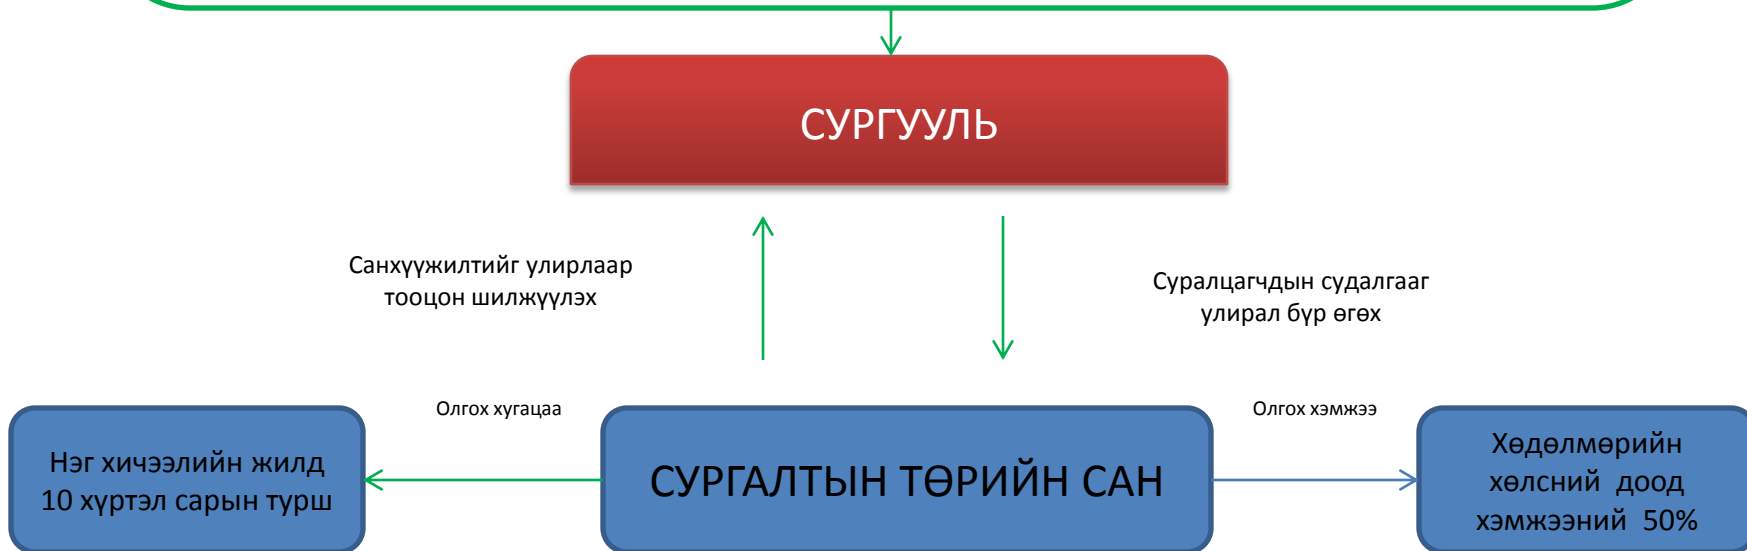 СУРГУУЛЬ
Санхүүжилтийг улирлаар
тооцон шилжүүлэх
Суралцагчдын судалгааг
улирал бүр өгөх
Олгох хугацаа
Олгох хэмжээ
Нэг хичээлийн жилд
10 хүртэл сарын турш
СУРГАЛТЫН ТӨРИЙН САН
Хөдөлмөрийн
хөлсний доод
хэмжээний 50%